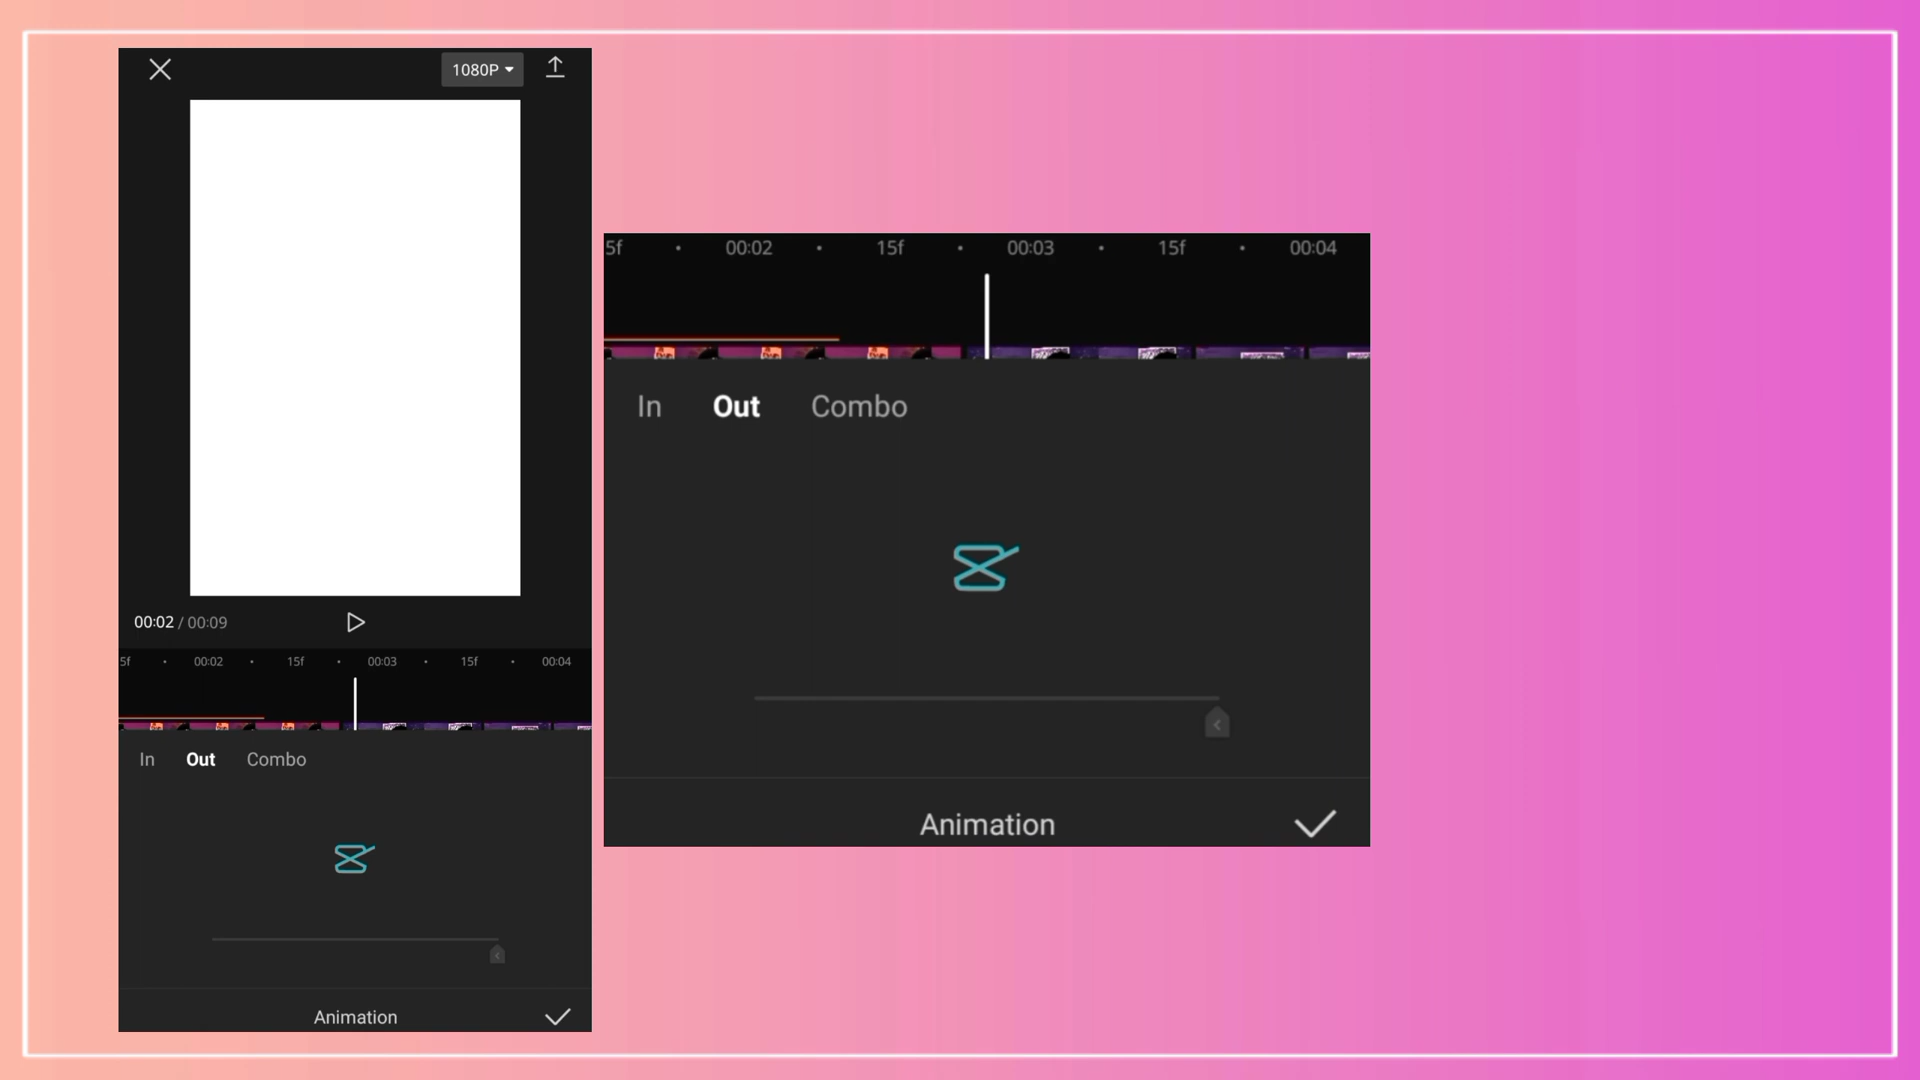 1080P
00:02 / 00:09
5f 00:02 15f 00:03 15f 00:04
In Out Combo
Animation
5f 00:02 15f 00:03 15f 00:04
In Out Combo
Animation